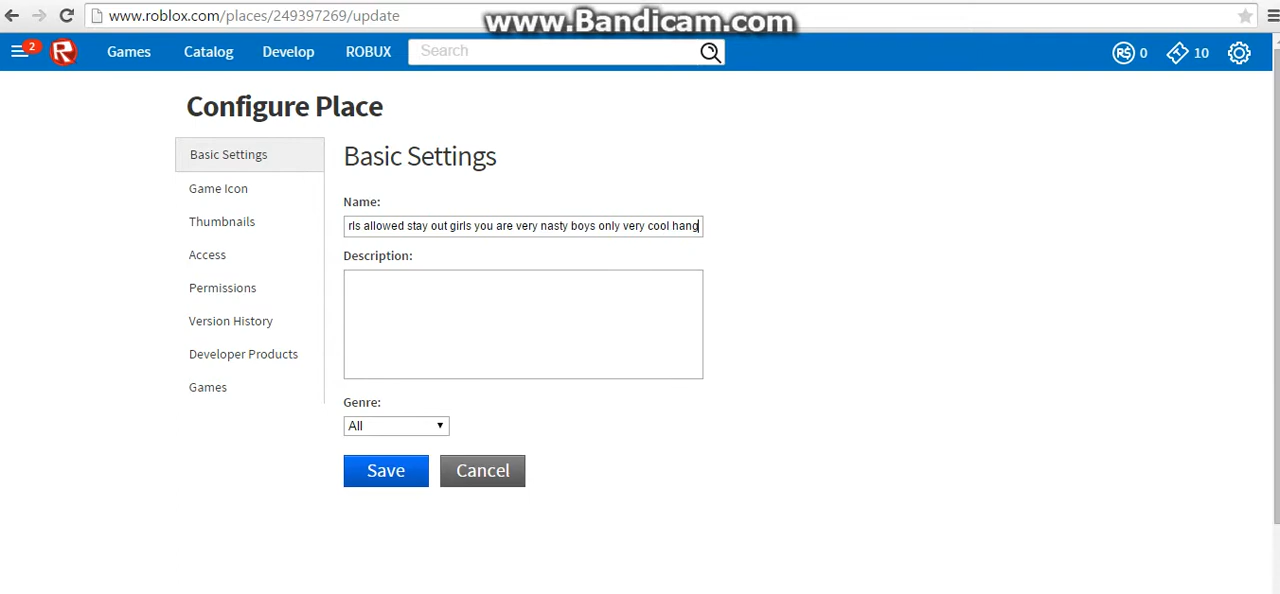 www.roblox.com/places/249397269/update
www.Bandicam.com
2 R Games Catalog Develop ROBUX Search R$ 0 10
Configure Place
Basic Settings
Game Icon
Thumbnails
Access
Permissions
Version History
Developer Products
Games
Basic Settings
Name:
rls allowed stay out girls you are very nasty boys only very cool hang
Description:
Genre:
All
Save Cancel